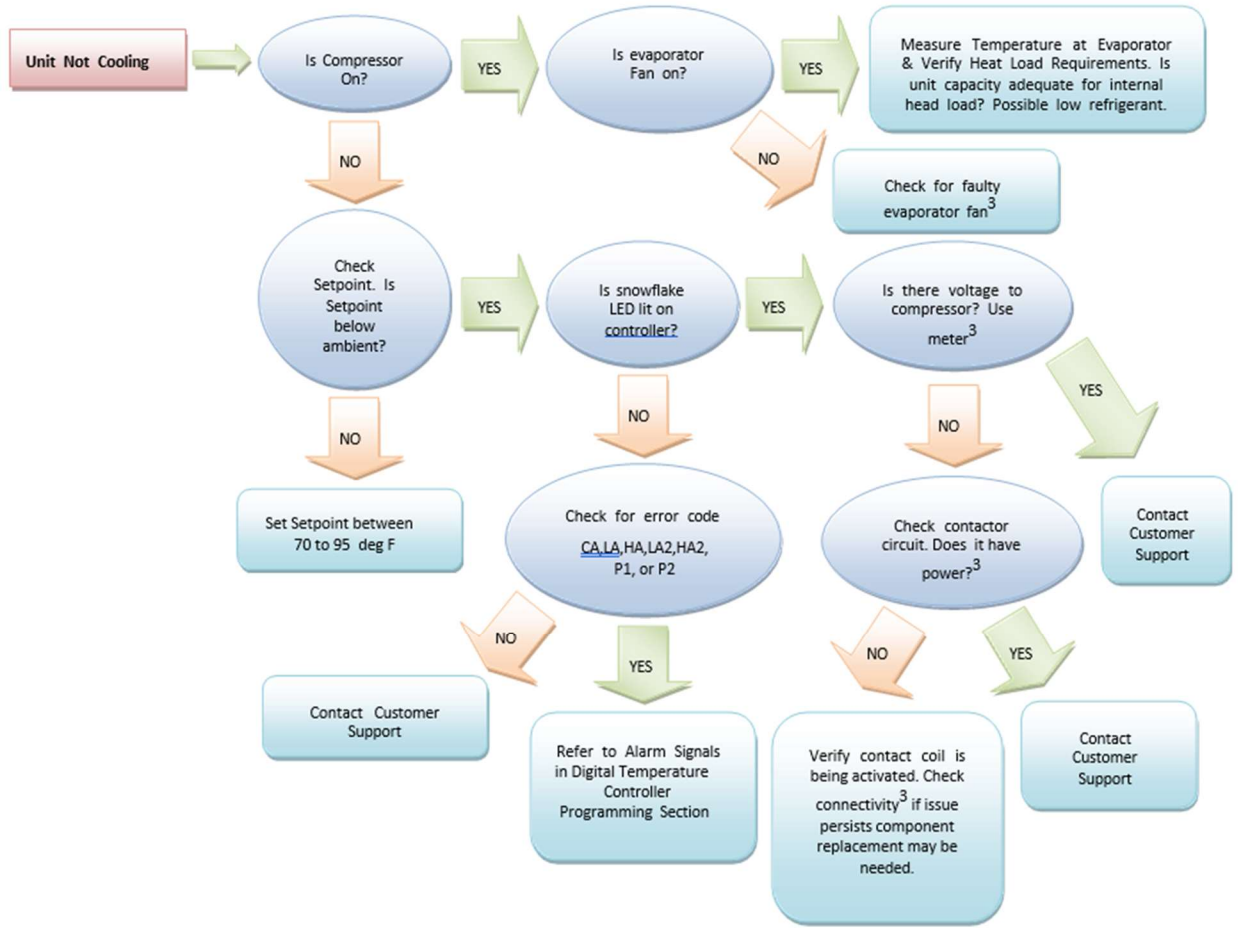 Unit Not Cooling
Is Compressor
On?
YES
Is evaporator
Fan on?
YES
Measure Temperature at Evaporator
& Verify Heat Load Requirements. Is
unit capacity adequate for internal
head load? Possible low refrigerant.
NO
NO
Check for faulty
evaporator fan3
Check
Setpoint. Is
Setpoint
below
ambient?
YES
Is snowflake
LED lit on
controller?
YES
Is there voltage to
compressor? Use
meter3
YES
NO
NO
NO
Set Setpoint between
70 to 95 deg F
Check for error code
CA,LA,HA,LA2,HA2,
P1, or P2
Check contactor
circuit. Does it have
power?3
Contact
Customer
Support
NO
YES
NO
YES
Contact Customer
Support
Refer to Alarm Signals
in Digital Temperature
Controller
Programming Section
Verify contact coil is
being activated. Check
connectivity3 if issue
persists component
replacement may be
needed.
Contact
Customer
Support